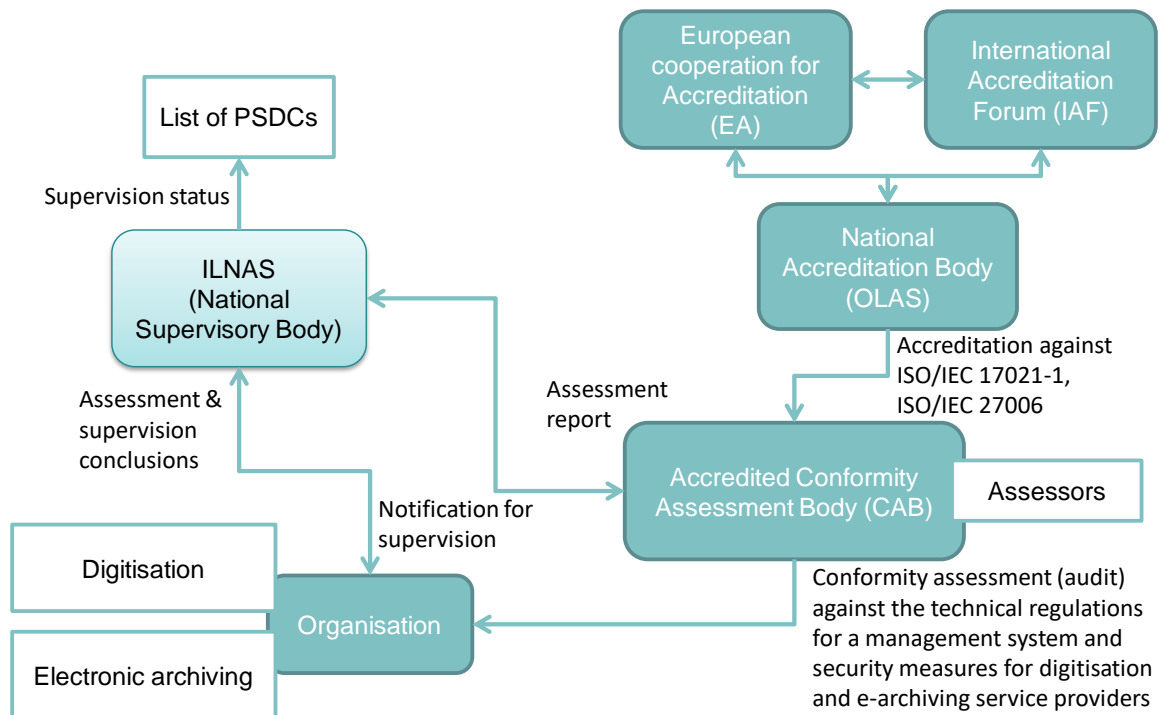 European
cooperation for
Accreditation
(EA)
International
Accreditation
Forum (IAF)
List of PSDCs
Supervision status
National
Accreditation Body
(OLAS)
ILNAS
(National
Supervisory Body)
Accreditation against
ISO/IEC 17021-1,
ISO/IEC 27006
Assessment &
supervision
conclusions
Assessment
report
Accredited Conformity
Assessment Body (CAB)
Assessors
Notification for
supervision
Digitisation
Organisation
Electronic archiving
Conformity assessment (audit)
against the technical regulations
for a management system and
security measures for digitisation
and e-archiving service providers